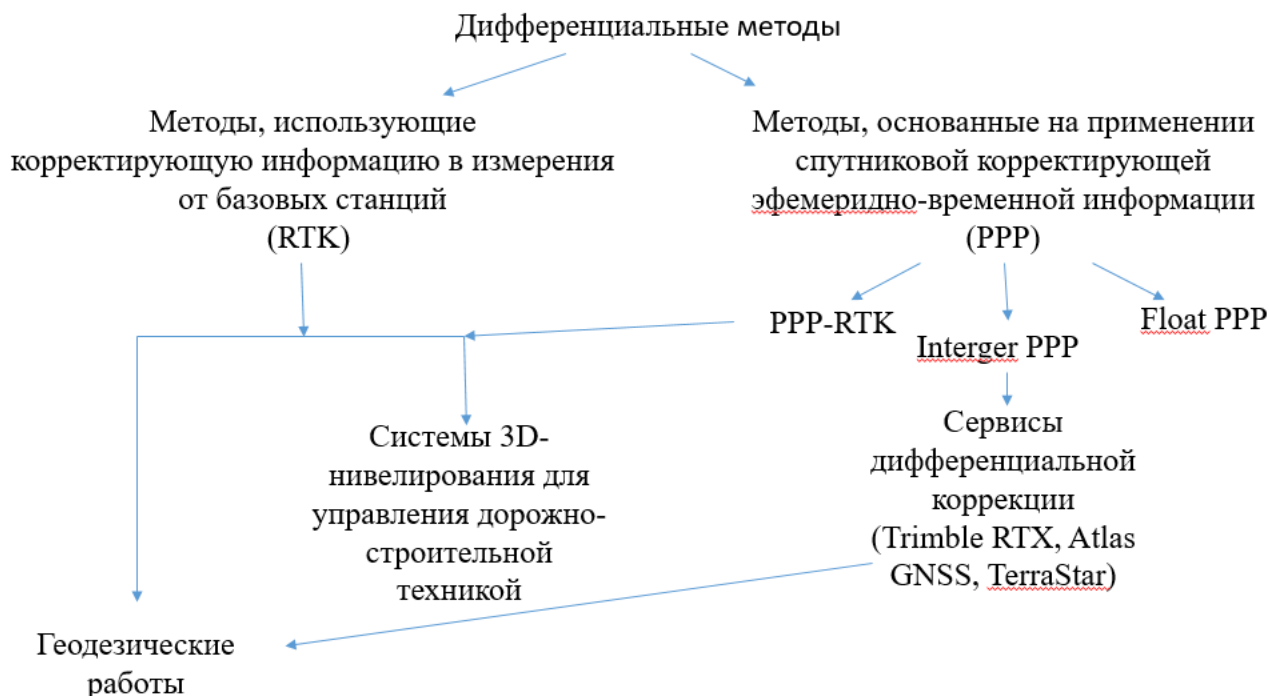 Дифференциальные методы
Методы, использующие
корректирующую информацию в измерения
от базовых станций
(RTK)
Методы, основанные на применении
спутниковой корректирующей
эфемеридно-временной информации
(PPP)
PPP-RTK
Interger PPP
Float PPP
Системы 3D-
нивелирования для
управления дорожно-
строительной
техникой
Сервисы
дифференциальной
коррекции
(Trimble RTX, Atlas
GNSS, TerraStar)
Геодезические
работы